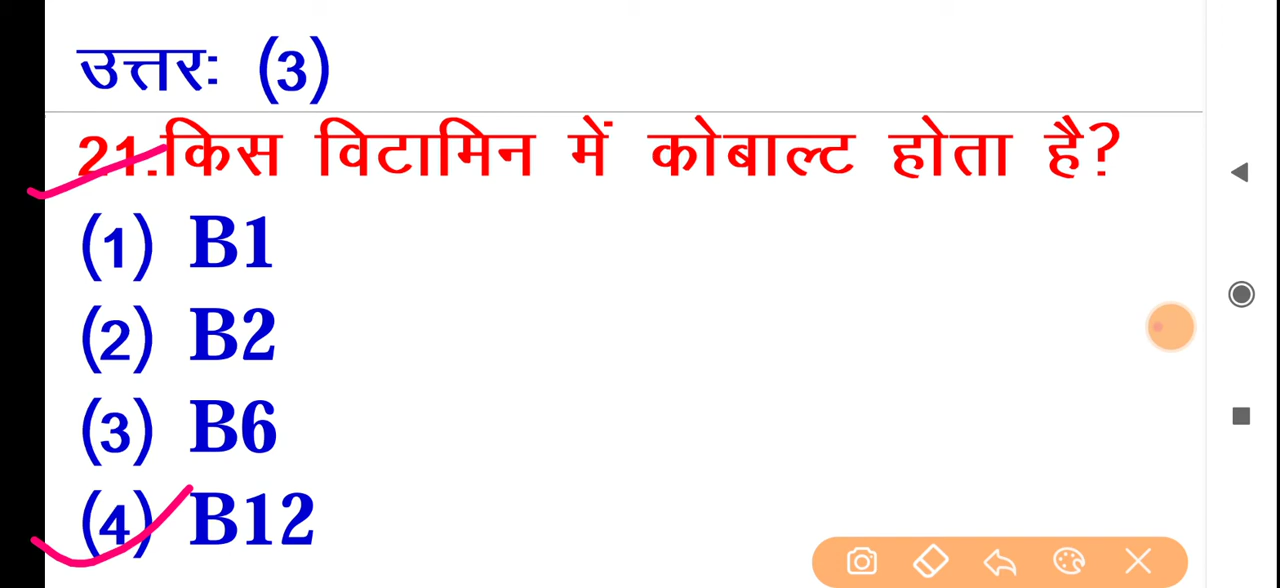 उत्तरः (3)
21.किस विटामिन में कोबाल्ट होता है?
(1) B1
(2) B2
(3) B6
(4) B12